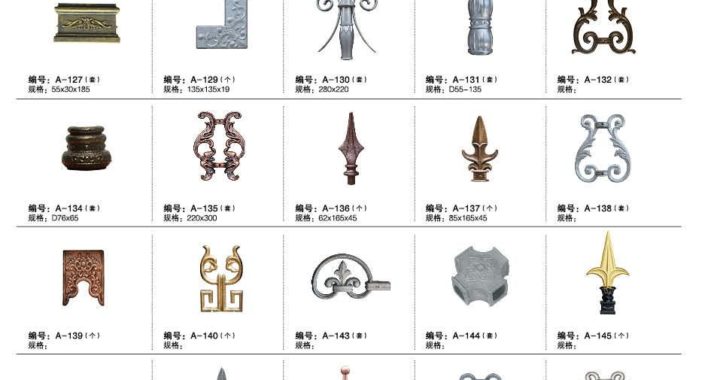 编号：A-127（套）
规格：55x30x185
编号：A-129（个）
规格：135x135x19
编号：A-130（套）
规格：280x220
编号：A-131（套）
规格：D55-135
编号：A-132（套）
规格：
编号：A-134（套）
规格：D76x65
编号：A-135（套）
规格：220x300
编号：A-136（个）
规格：62x165x45
编号：A-137（个）
规格：85x165x45
编号：A-138（套）
规格：
编号：A-139（个）
规格：
编号：A-140（个）
规格：
编号：A-143（套）
规格：
编号：A-144（套）
规格：
编号：A-145（个）
规格：